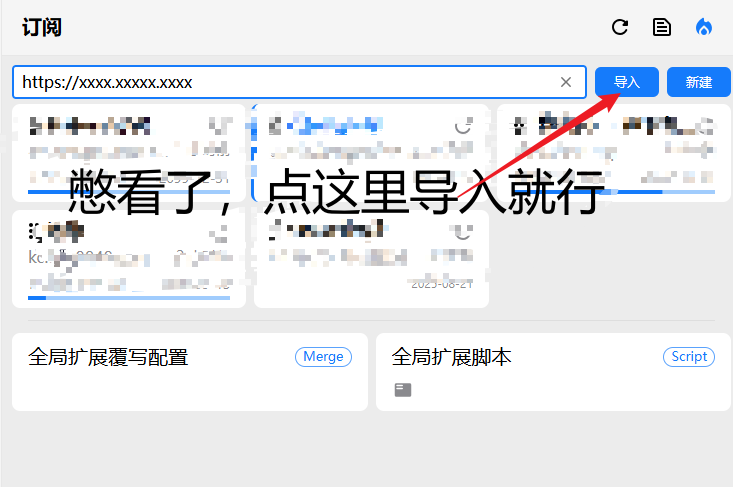 订阅
https://xxxx.xxxxx.xxxx
导入
新建
憋看了，点这里导入就行
2025-08-21
全局扩展覆写配置
Merge
全局扩展脚本
Script